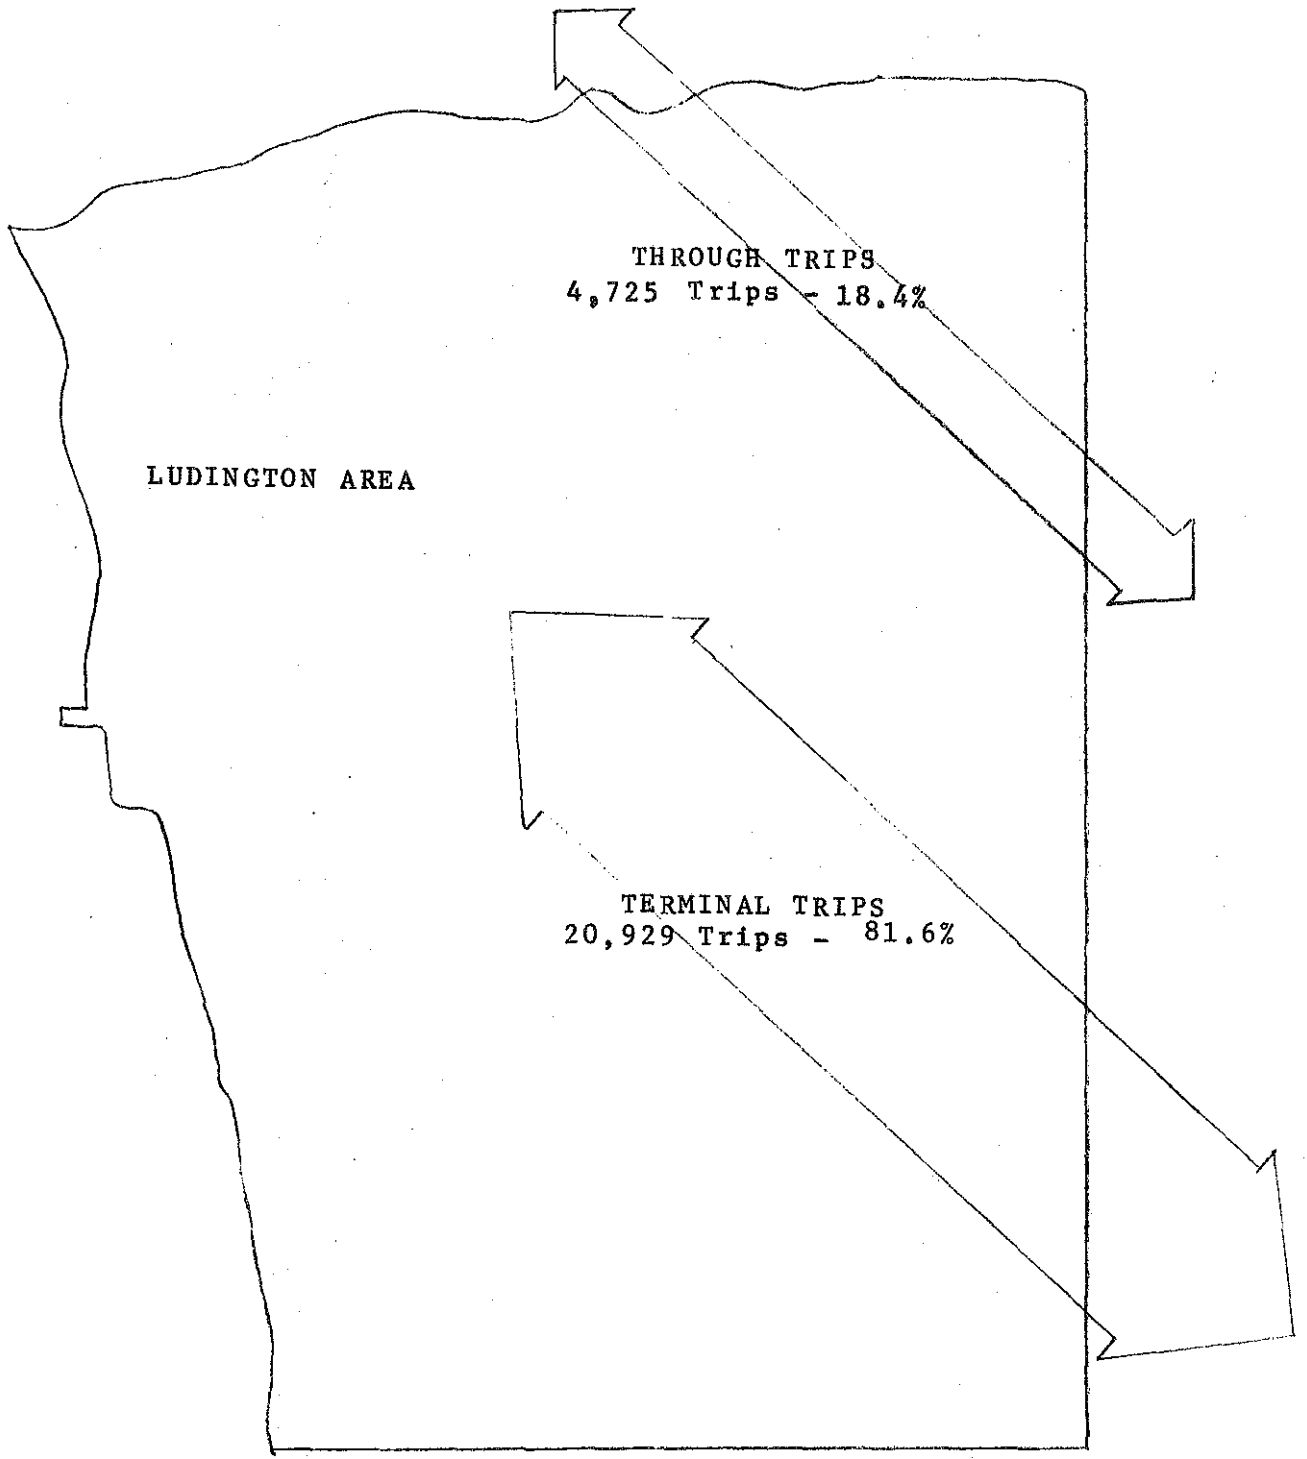 THROUGH TRIPS
4,725 Trips - 18.4%
LUDINGTON AREA
TERMINAL TRIPS
20,929 Trips - 81.6%